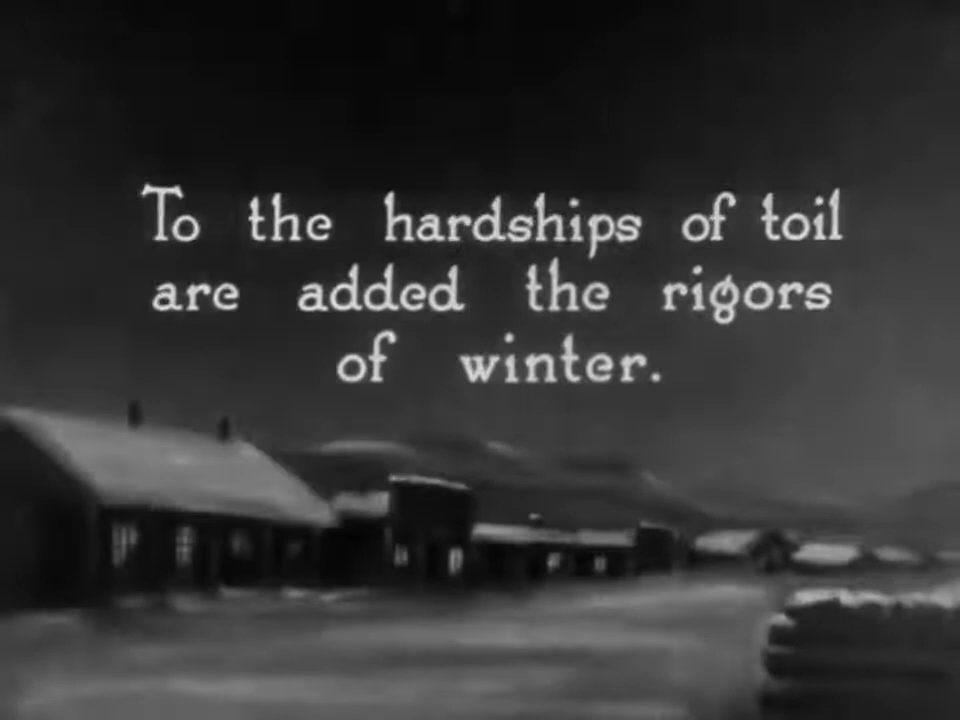 To the hardships of toil
are added the rigors
of winter.